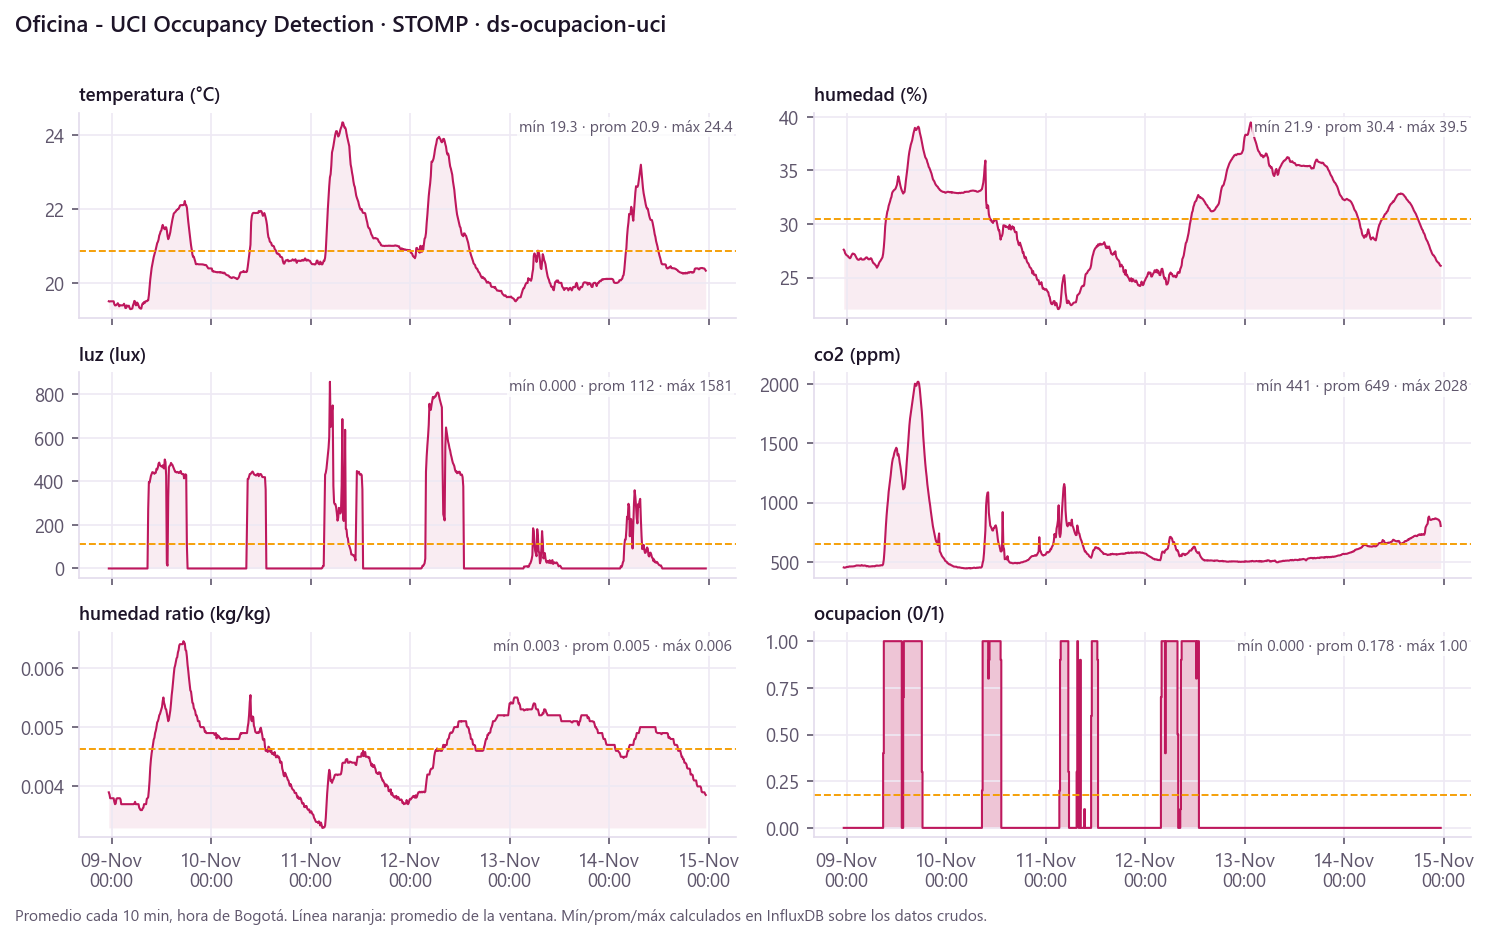 Oficina - UCI Occupancy Detection · STOMP · ds-ocupacion-uci
temperatura (°C)
mín 19.3 · prom 20.9 · máx 24.4
24
22
20
humedad (%)
mín 21.9 · prom 30.4 · máx 39.5
40
35
30
25
luz (lux)
mín 0.000 · prom 112 · máx 1581
800
600
400
200
0
co2 (ppm)
mín 441 · prom 649 · máx 2028
2000
1500
1000
500
humedad ratio (kg/kg)
mín 0.003 · prom 0.005 · máx 0.006
0.006
0.005
0.004
09-Nov 10-Nov 11-Nov 12-Nov 13-Nov 14-Nov 15-Nov
00:00 00:00 00:00 00:00 00:00 00:00 00:00
ocupacion (0/1)
mín 0.000 · prom 0.178 · máx 1.00
1.00
0.75
0.50
0.25
0.00
09-Nov 10-Nov 11-Nov 12-Nov 13-Nov 14-Nov 15-Nov
00:00 00:00 00:00 00:00 00:00 00:00 00:00
Promedio cada 10 min, hora de Bogotá. Línea naranja: promedio de la ventana. Mín/prom/máx calculados en InfluxDB sobre los datos crudos.